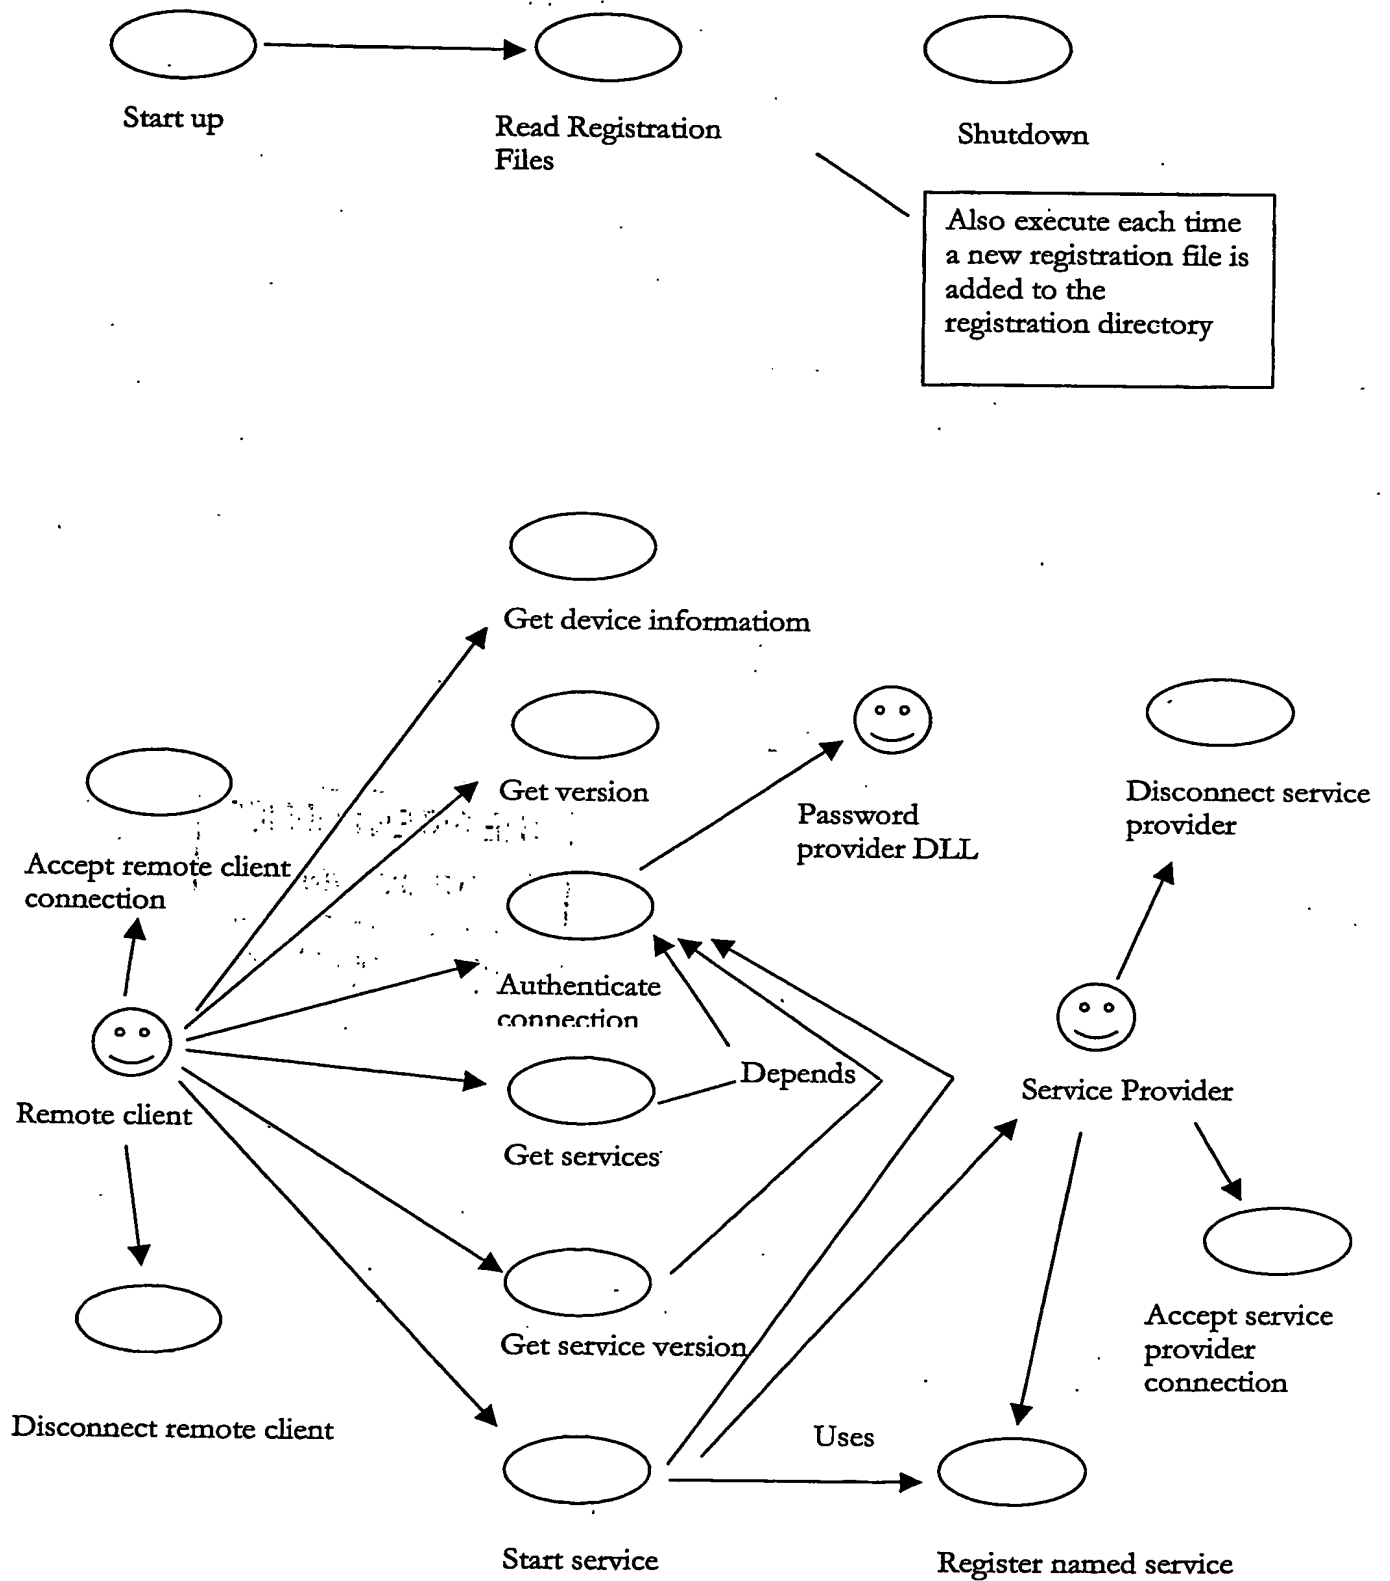 Start up
Read Registration
Files
Shutdown
Also execute each time
a new registration file is
added to the
registration directory
Get device informatiom
Get version
Password
provider DLL
Disconnect service
provider
Accept remote client
connection
Authenticate
connection
Depends
Service Provider
Remote client
Get services
Get service version
Accept service
provider
connection
Disconnect remote client
Uses
Start service
Register named service